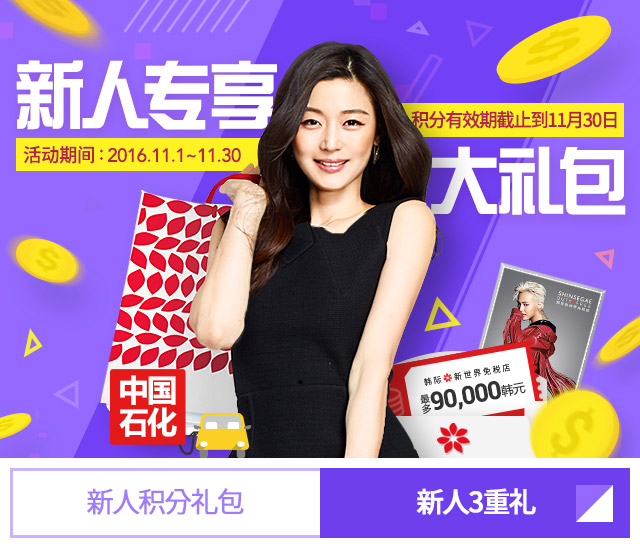 新人专享
活动期间 : 2016.11.1~11.30
积分有效期截止到11月30日
大礼包
SHINSEGAE
韩际新世界免税店
最多90,000韩元
中国
石化
新人积分礼包
新人3重礼